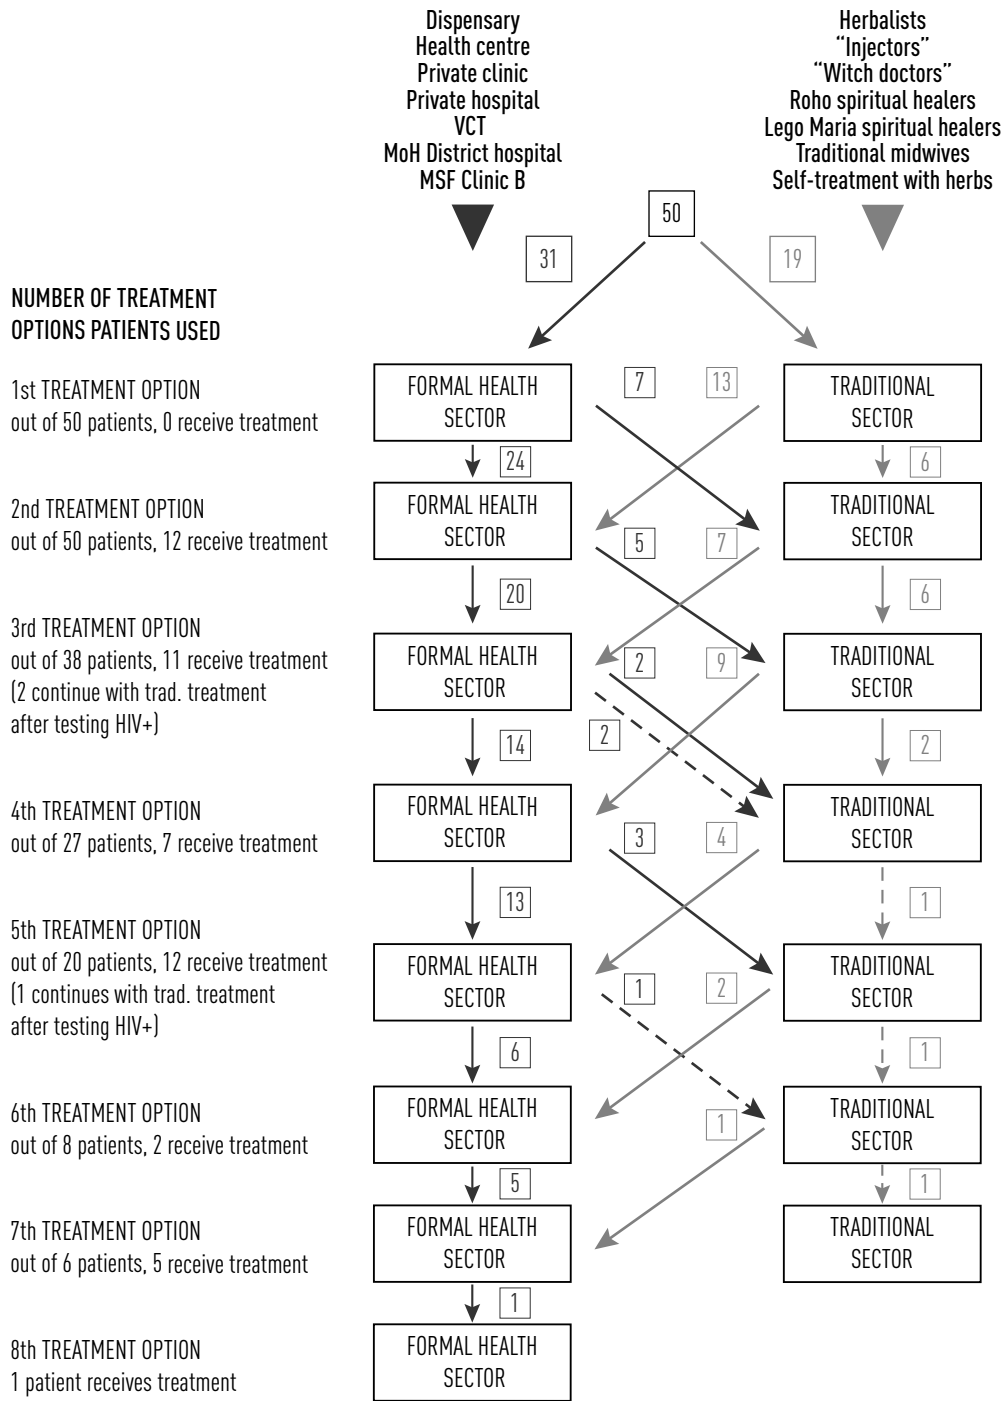 Dispensary
Health centre
Private clinic
Private hospital
VCT
MoH District hospital
MSF Clinic B
Herbalists
“Injectors”
“Witch doctors”
Roho spiritual healers
Lego Maria spiritual healers
Traditional midwives
Self-treatment with herbs
50
31
19
NUMBER OF TREATMENT
OPTIONS PATIENTS USED
1st TREATMENT OPTION
out of 50 patients, 0 receive treatment
FORMAL HEALTH
SECTOR
7
13
TRADITIONAL
SECTOR
24
6
2nd TREATMENT OPTION
out of 50 patients, 12 receive treatment
FORMAL HEALTH
SECTOR
5
7
TRADITIONAL
SECTOR
20
6
3rd TREATMENT OPTION
out of 38 patients, 11 receive treatment
(2 continue with trad. treatment
after testing HIV+)
FORMAL HEALTH
SECTOR
2
9
2
TRADITIONAL
SECTOR
14
2
4th TREATMENT OPTION
out of 27 patients, 7 receive treatment
FORMAL HEALTH
SECTOR
3
4
TRADITIONAL
SECTOR
13
1
5th TREATMENT OPTION
out of 20 patients, 12 receive treatment
(1 continues with trad. treatment
after testing HIV+)
FORMAL HEALTH
SECTOR
1
2
TRADITIONAL
SECTOR
6
1
6th TREATMENT OPTION
out of 8 patients, 2 receive treatment
FORMAL HEALTH
SECTOR
1
TRADITIONAL
SECTOR
5
1
7th TREATMENT OPTION
out of 6 patients, 5 receive treatment
FORMAL HEALTH
SECTOR
TRADITIONAL
SECTOR
1
8th TREATMENT OPTION
1 patient receives treatment
FORMAL HEALTH
SECTOR